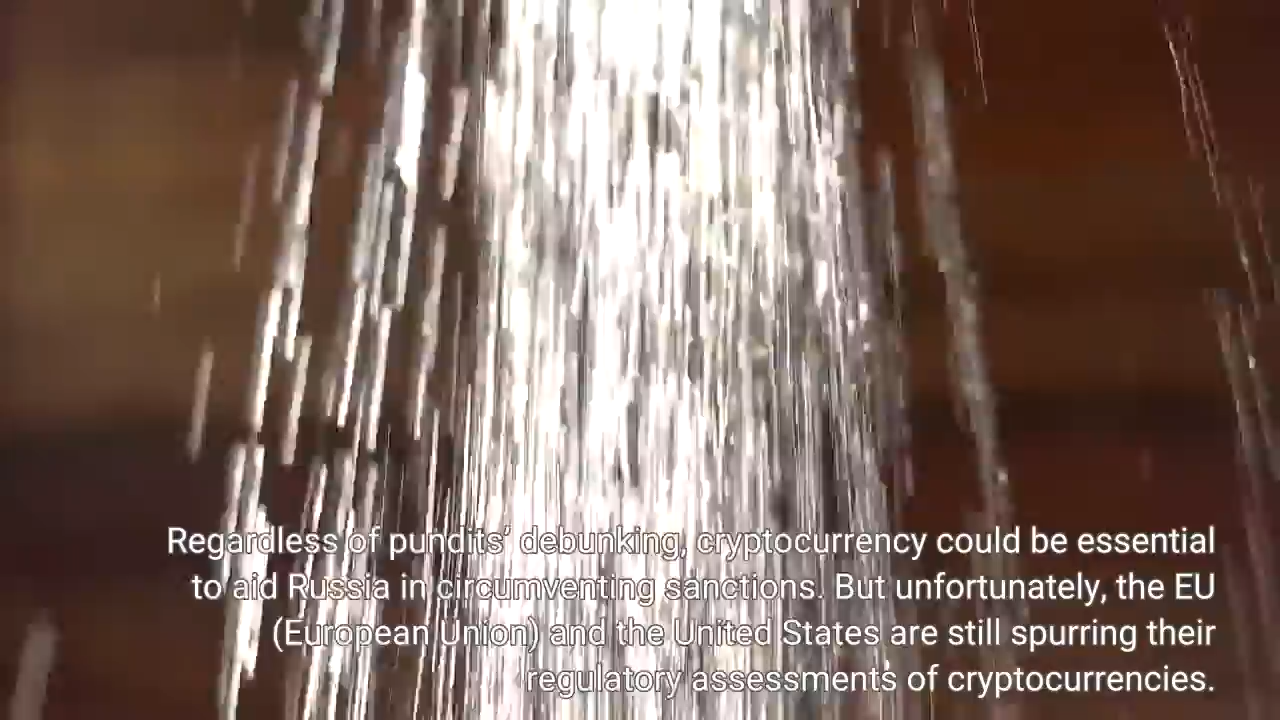 Regardless of pundits’ debunking, cryptocurrency could be essential
to aid Russia in circumventing sanctions. But unfortunately, the EU
(European Union) and the United States are still spurring their
regulatory assessments of cryptocurrencies.